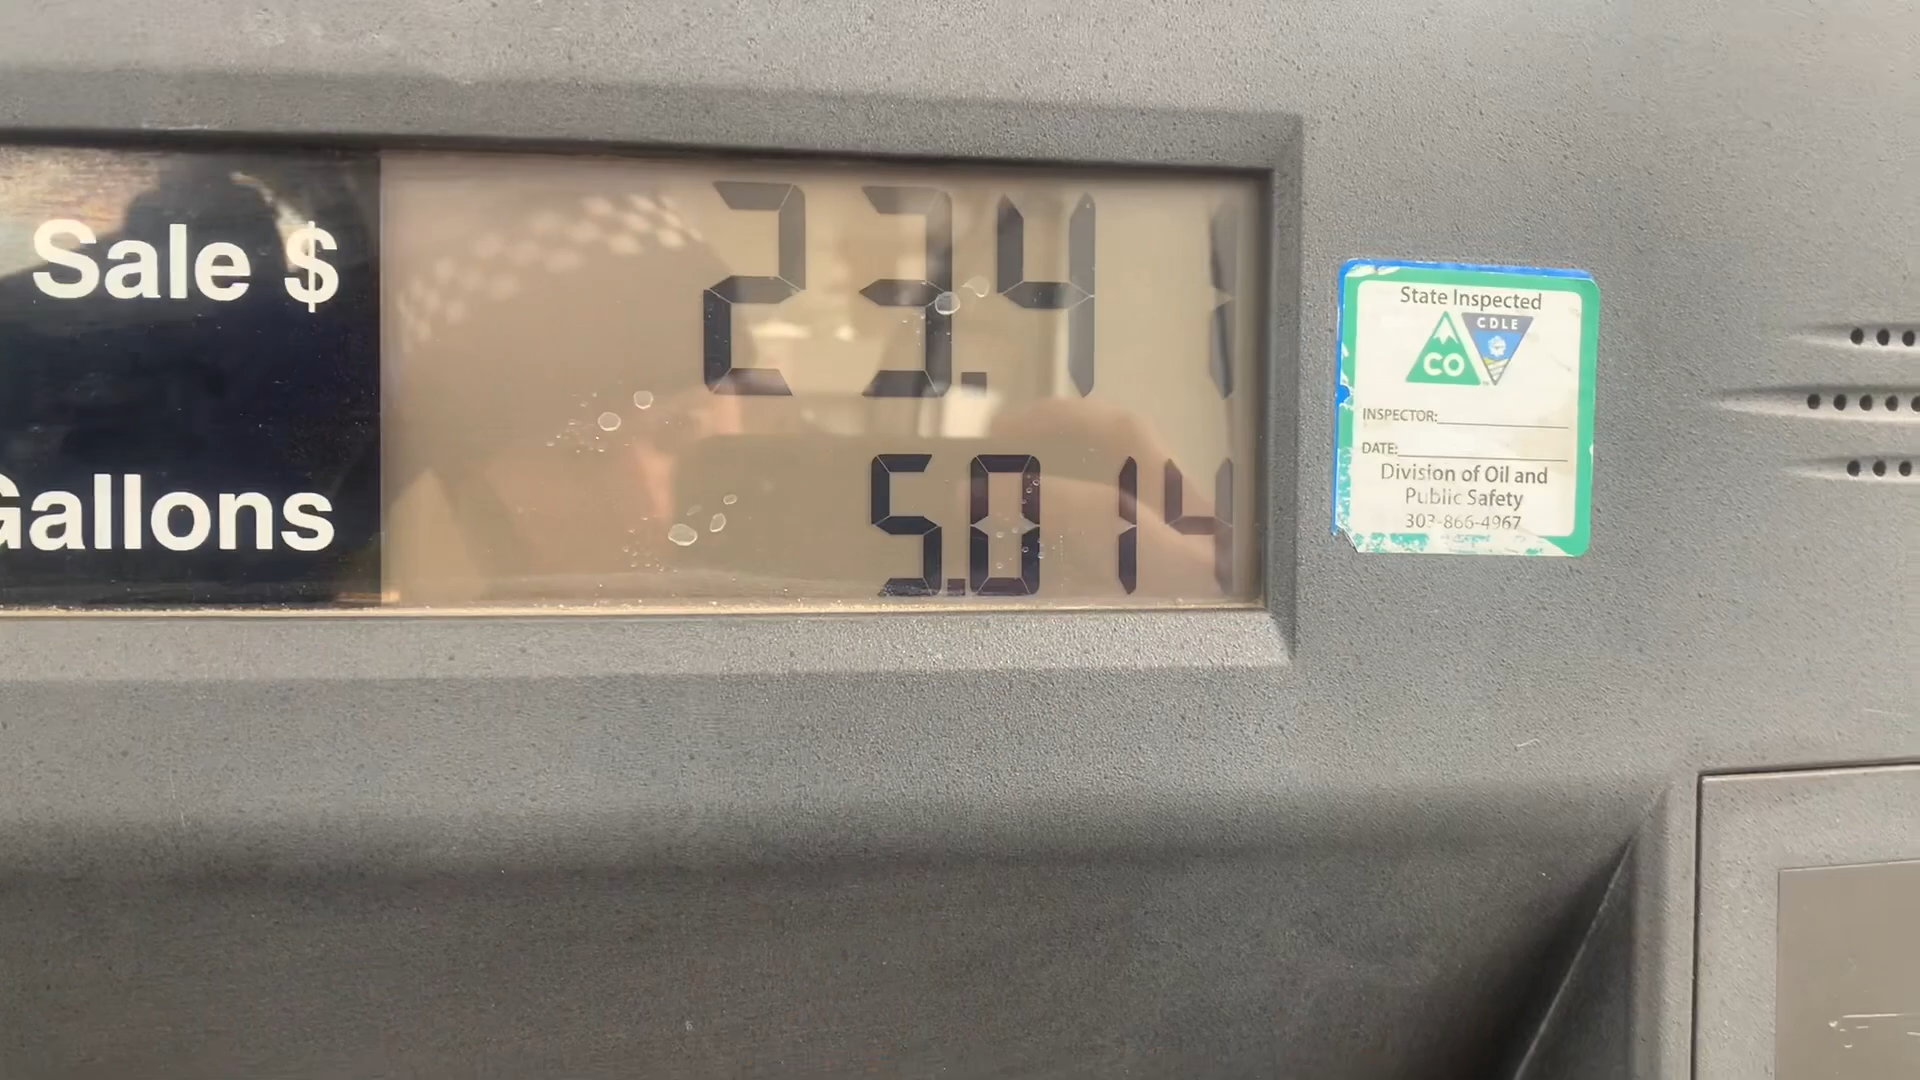 Sale $ 23.41
Gallons 5.014
State Inspected
CO CDLE
INSPECTOR:
DATE:
Division of Oil and
Public Safety
303-866-4967